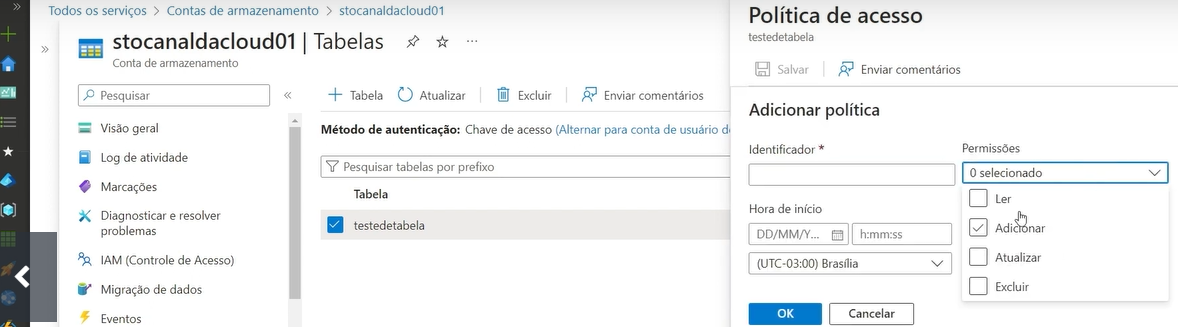 Todos os serviços > Contas de armazenamento > stocanaldacloud01
stocanaldacloud01 | Tabelas
Conta de armazenamento
Pesquisar
Visão geral
Log de atividade
Marcações
Diagnosticar e resolver
problemas
IAM (Controle de Acesso)
Migração de dados
Eventos
Tabela
Atualizar
Excluir
Enviar comentários
Método de autenticação: Chave de acesso (Alternar para conta de usuário
Pesquisar tabelas por prefixo
Tabela
testedetabela
Política de acesso
testedetabela
Salvar
Enviar comentários
Adicionar política
Identificador *
Permissões
0 selecionado
Ler
Adicionar
Atualizar
Excluir
Hora de início
DD/MM/Y...
h:mm:ss
(UTC-03:00) Brasília
OK
Cancelar